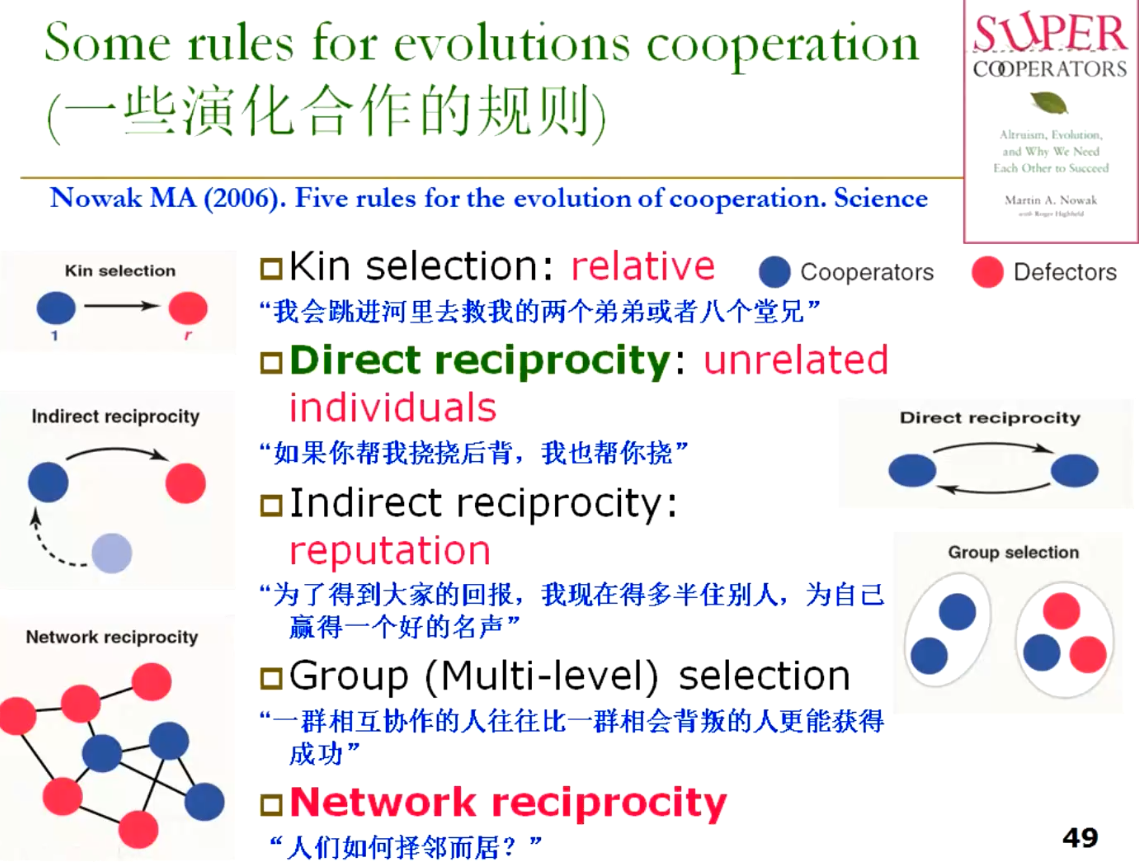 Some rules for evolutions cooperation
(一些演化合作的规则)
SUPER
COOPERATORS
Altruism, Evolution,
and Why We Need
Each Other to Succeed
Martin A. Nowak
with Roger Highfield
Nowak MA (2006). Five rules for the evolution of cooperation. Science
Kin selection
1
r
Kin selection: relative
Cooperators
Defectors
“我会跳进河里去救我的两个弟弟或者八个堂兄”
Direct reciprocity: unrelated
individuals
“如果你帮我挠挠后背，我也帮你挠”
Indirect reciprocity
Direct reciprocity
Indirect reciprocity:
reputation
“为了得到大家的回报，我现在得多半住别人，为自己
赢得一个好的名声”
Group selection
Network reciprocity
Group (Multi-level) selection
“一群相互协作的人往往比一群相会背叛的人更能获得
成功”
Network reciprocity
“人们如何择邻而居？”
49